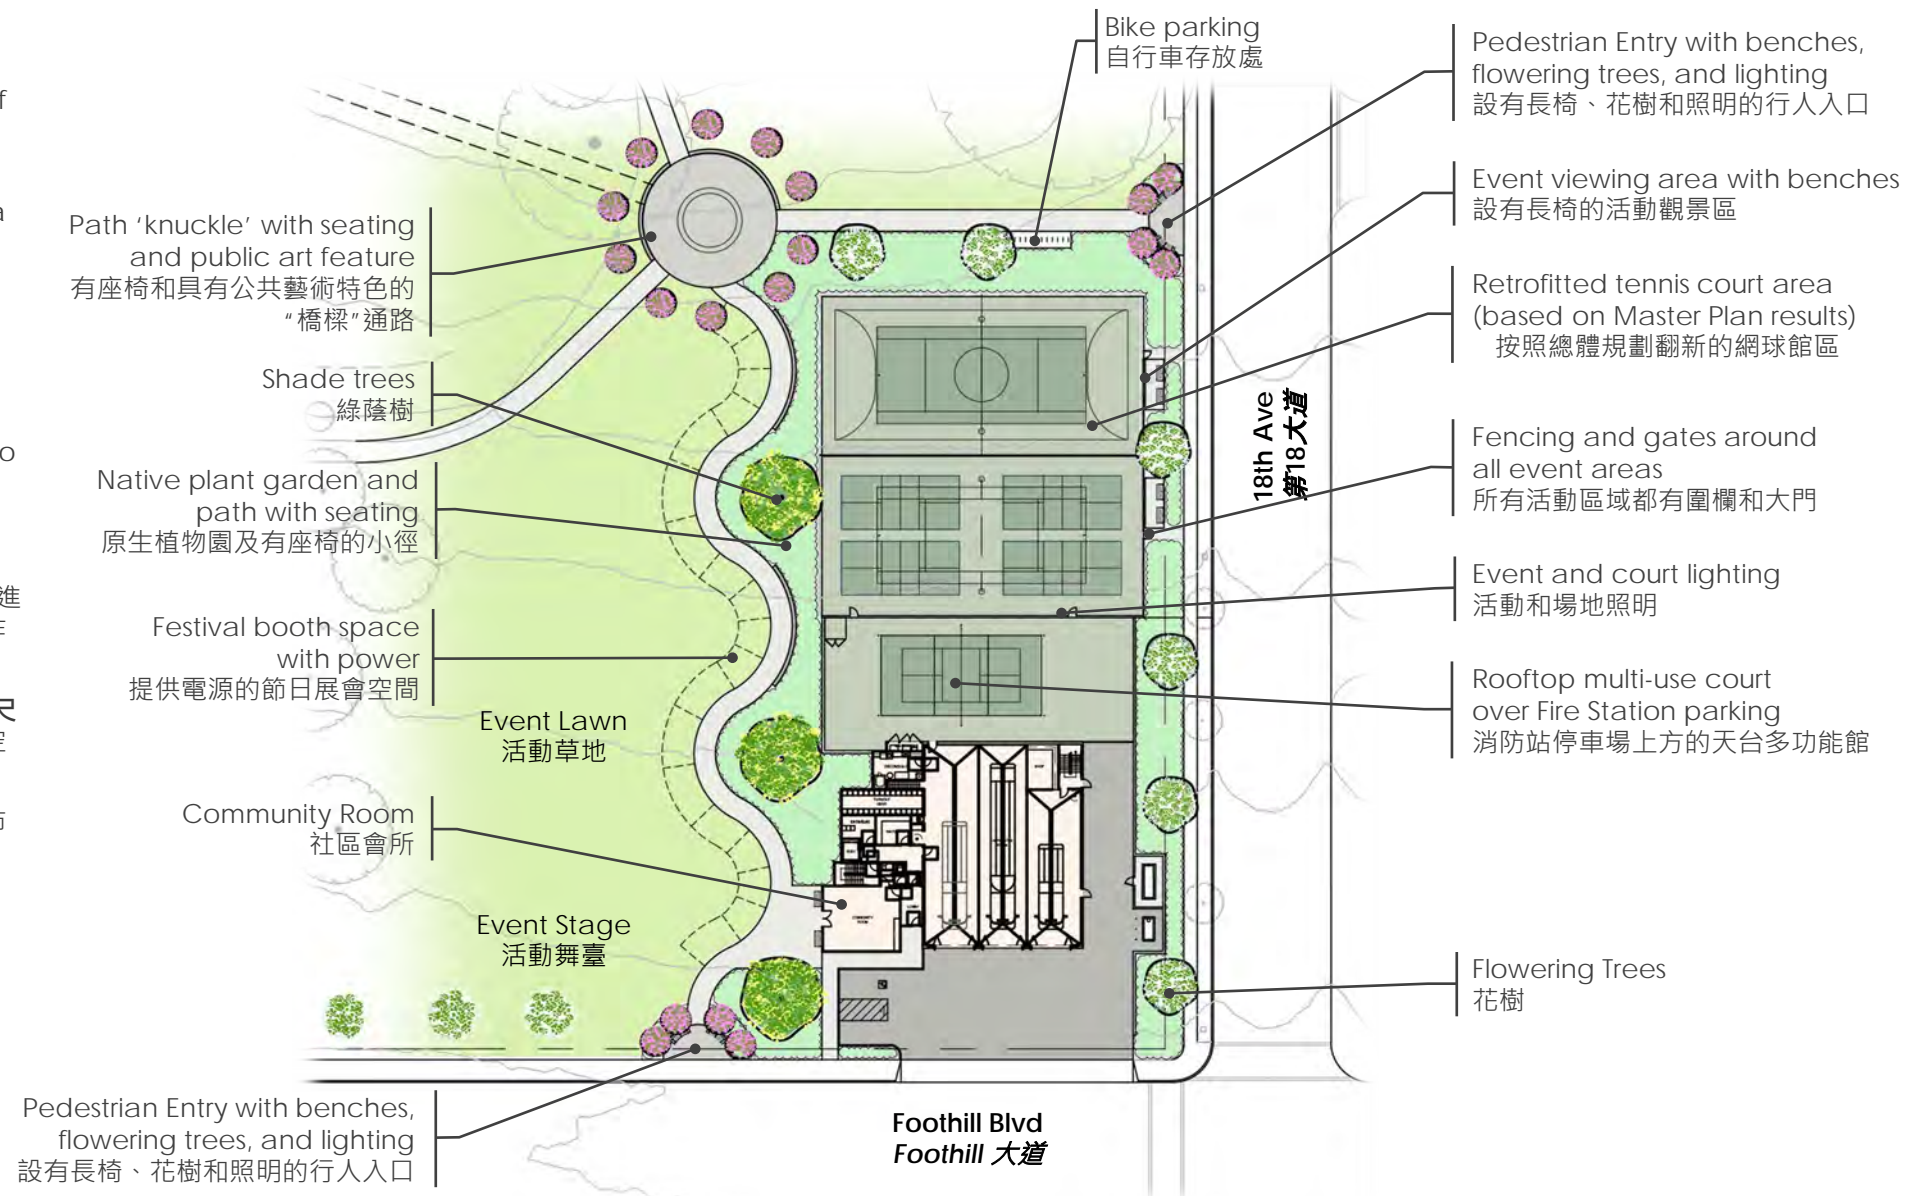 f
a
o
進
Bike parking
自行車存放處
Path ‘knuckle’ with seating
and public art feature
有座椅和具有公共藝術特色的
“橋樑”通路
Shade trees
綠蔭樹
Native plant garden and
path with seating
原生植物園及有座椅的小徑
Festival booth space
with power
提供電源的節日展會空間
Event Lawn
活動草地
Community Room
社區會所
Event Stage
活動舞臺
Pedestrian Entry with benches,
flowering trees, and lighting
設有長椅、花樹和照明的行人入口
COMMUNITY
ROOM
Foothill Blvd
Foothill 大道
18th Ave
第18大道
Pedestrian Entry with benches,
flowering trees, and lighting
設有長椅、花樹和照明的行人入口
Event viewing area with benches
設有長椅的活動觀景區
Retrofitted tennis court area
(based on Master Plan results)
按照總體規劃翻新的網球館區
Fencing and gates around
all event areas
所有活動區域都有圍欄和大門
Event and court lighting
活動和場地照明
Rooftop multi-use court
over Fire Station parking
消防站停車場上方的天台多功能館
Flowering Trees
花樹